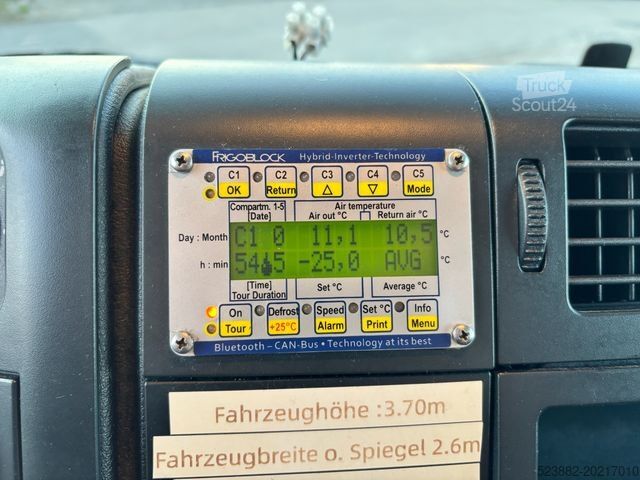 Truck
Scout24
FRIGOBLOCK Hybrid-Inverter-Technology
C1 C2 C3 C4 C5
OK Return △ ▽ Mode
Compartm. 1-5 Air temperature
[Date] Air out °C Return air °C
Day : Month C1 0 11,1 10,5 °C
h : min -25,0 AVG °C
[Time] Set °C Average °C
Tour Duration
On Defrost Speed Set °C Info
Tour +25°C Alarm Print Menu
Bluetooth – CAN-Bus • Technology at its best
Fahrzeughöhe :3.70m
Fahrzeugbreite o. Spiegel 2.6m
523882-20217010